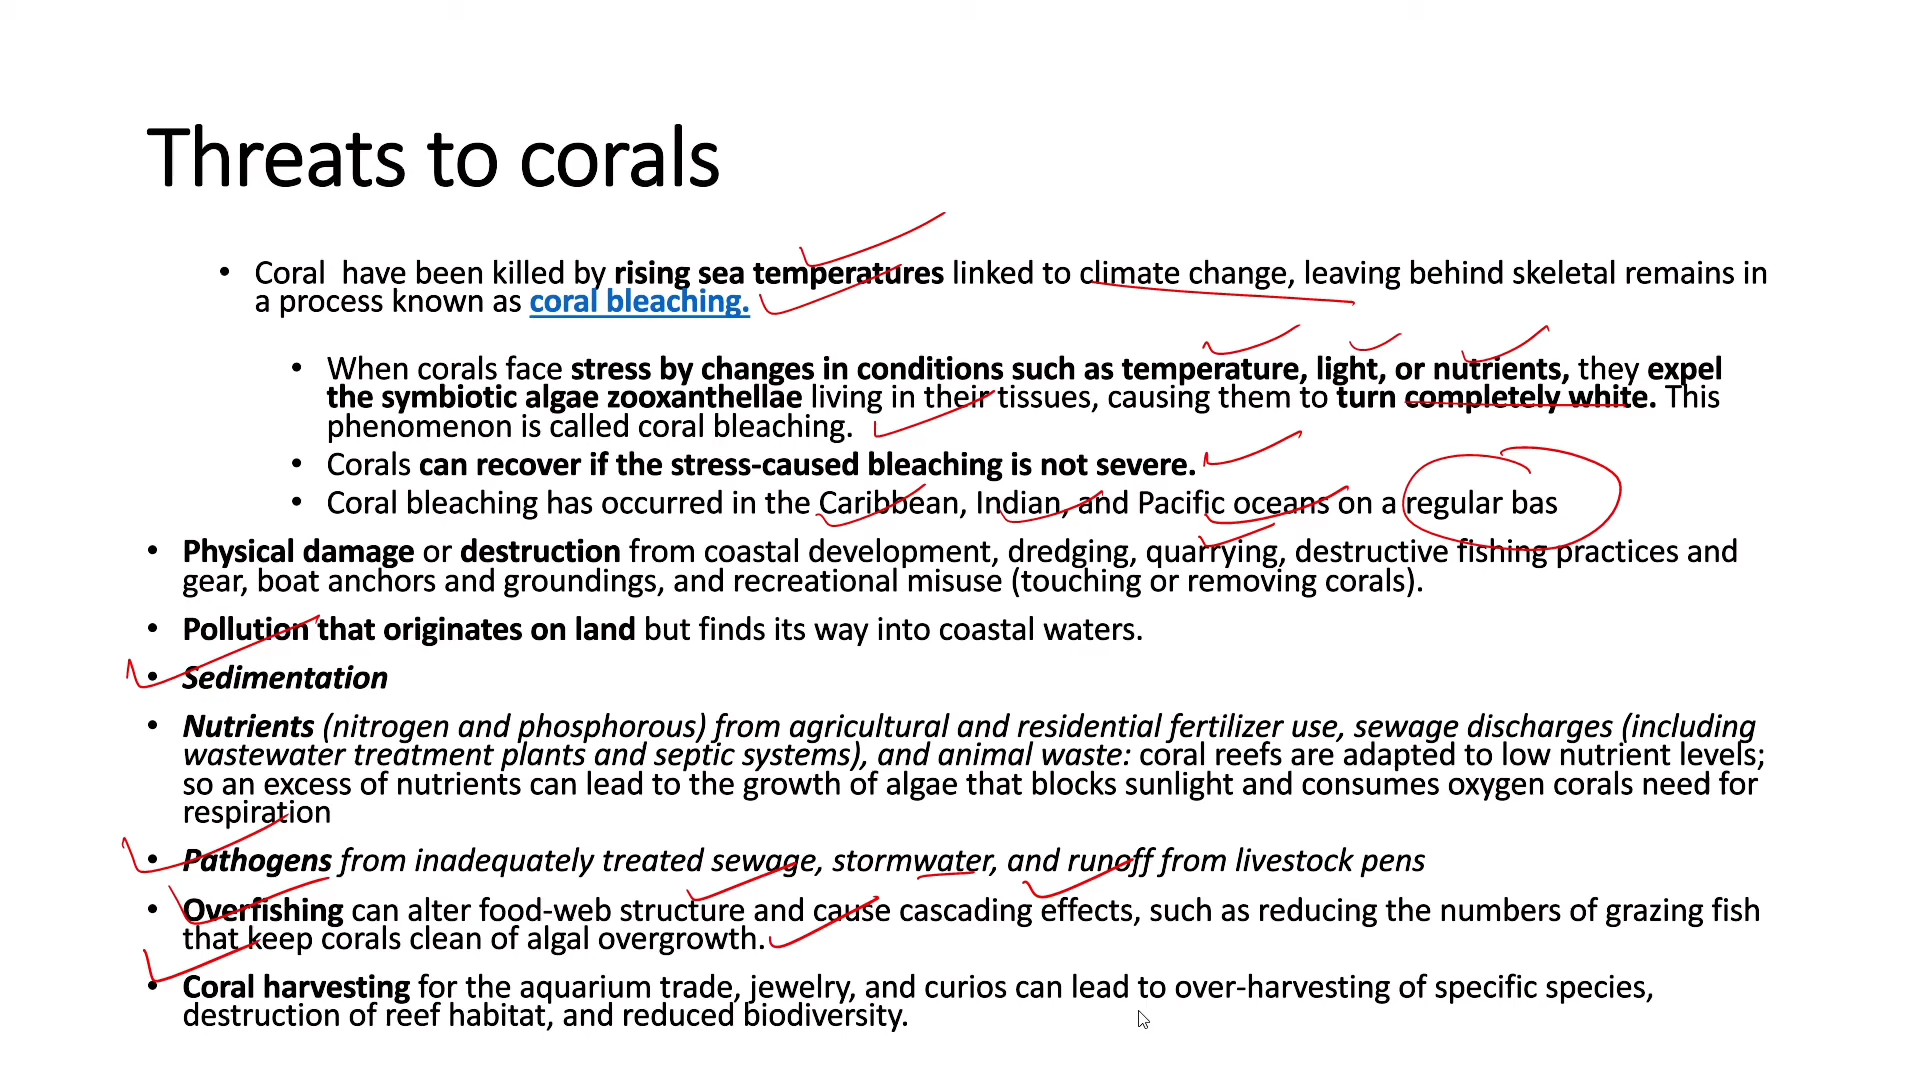 Threats to corals
• Coral have been killed by rising sea temperatures linked to climate change, leaving behind skeletal remains in
a process known as coral bleaching.
• When corals face stress by changes in conditions such as temperature, light, or nutrients, they expel
the symbiotic algae zooxanthellae living in their tissues, causing them to turn completely white. This
phenomenon is called coral bleaching.
• Corals can recover if the stress-caused bleaching is not severe.
• Coral bleaching has occurred in the Caribbean, Indian, and Pacific oceans on a regular bas
• Physical damage or destruction from coastal development, dredging, quarrying, destructive fishing practices and
gear, boat anchors and groundings, and recreational misuse (touching or removing corals).
• Pollution that originates on land but finds its way into coastal waters.
• Sedimentation
• Nutrients (nitrogen and phosphorous) from agricultural and residential fertilizer use, sewage discharges (including
wastewater treatment plants and septic systems), and animal waste: coral reefs are adapted to low nutrient levels;
so an excess of nutrients can lead to the growth of algae that blocks sunlight and consumes oxygen corals need for
respiration
• Pathogens from inadequately treated sewage, stormwater, and runoff from livestock pens
• Overfishing can alter food-web structure and cause cascading effects, such as reducing the numbers of grazing fish
that keep corals clean of algal overgrowth.
• Coral harvesting for the aquarium trade, jewelry, and curios can lead to over-harvesting of specific species,
destruction of reef habitat, and reduced biodiversity.